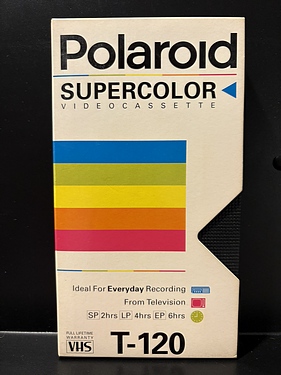 Polaroid
SUPERCOLOR
VIDEOCASSETTE
Ideal For Everyday Recording
From Television
SP 2hrs LP 4hrs EP 6hrs
FULL LIFETIME
WARRANTY
VHS T-120